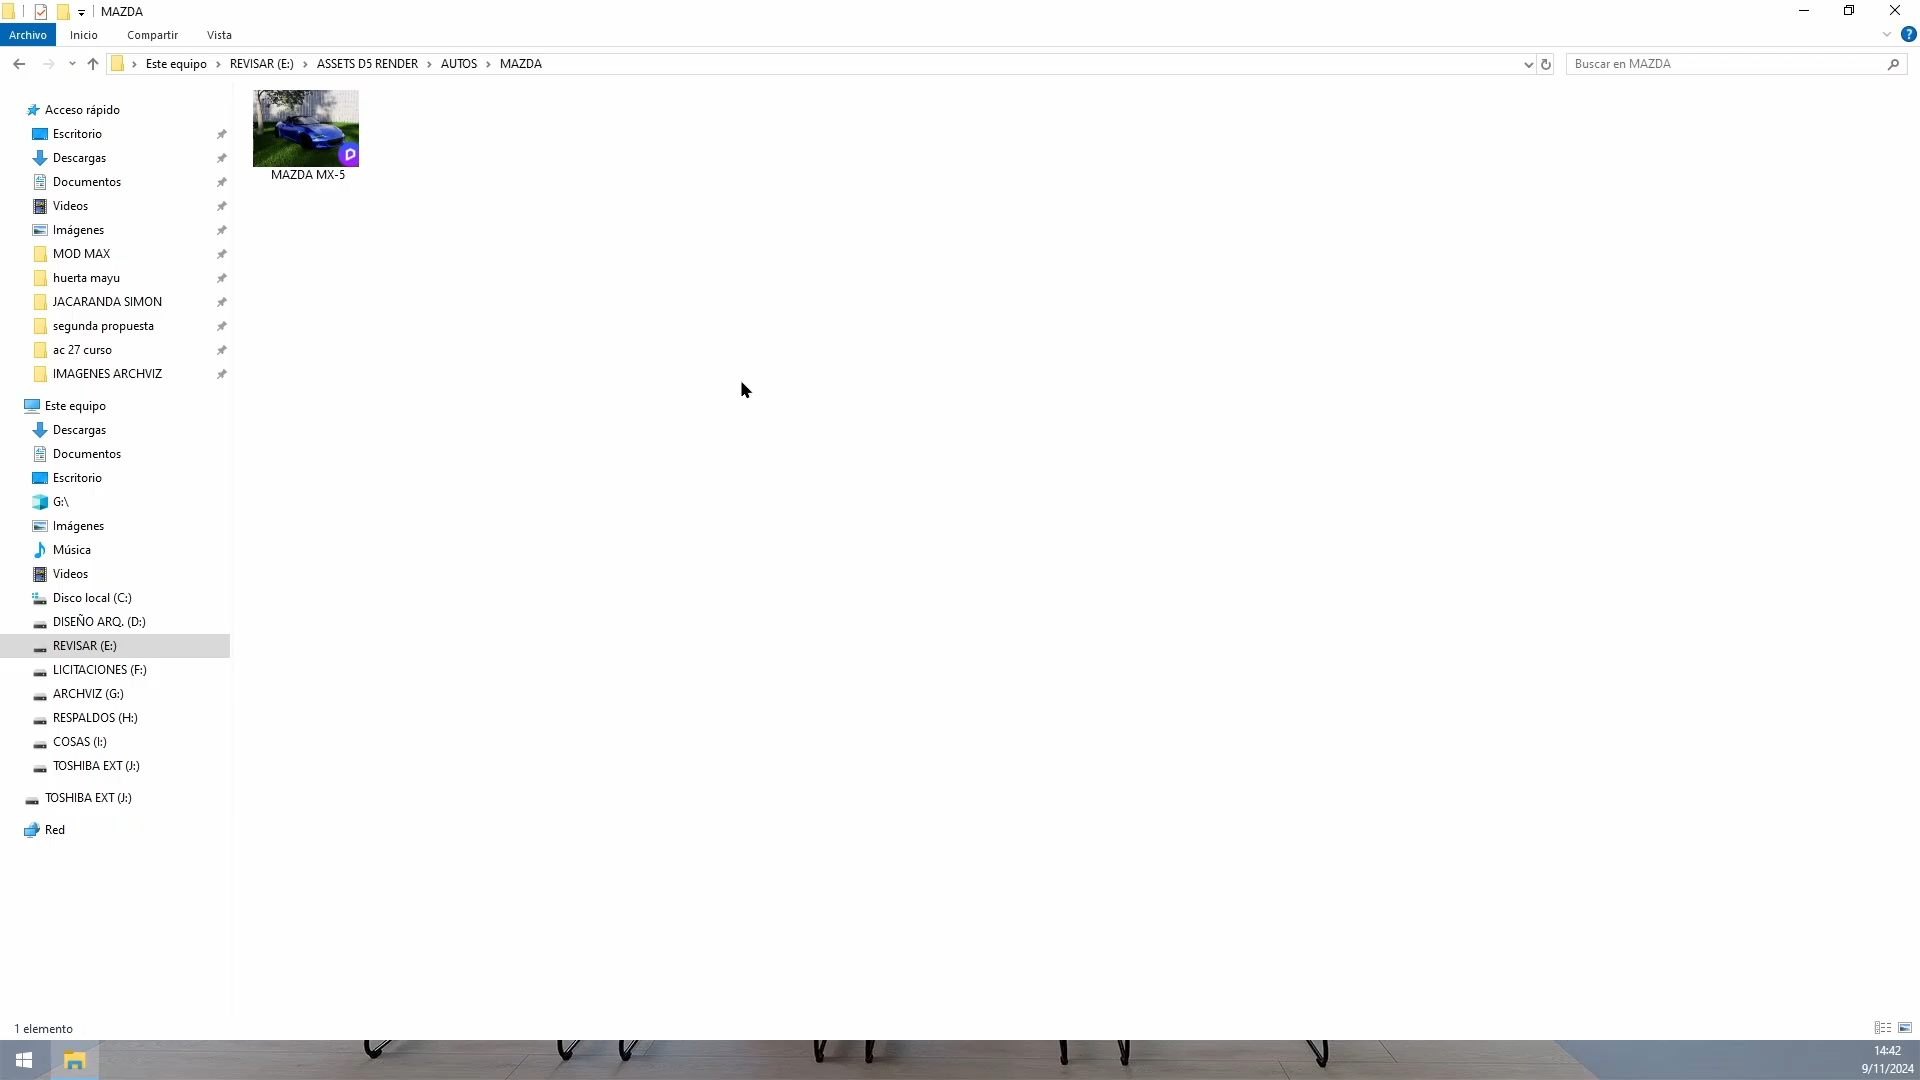 MAZDA
Archivo Inicio Compartir Vista
Este equipo REVISAR (E:) ASSETS D5 RENDER AUTOS MAZDA
Buscar en MAZDA
Acceso rápido
Escritorio
Descargas
Documentos
Videos
Imágenes
MOD MAX
huerta mayu
JACARANDA SIMON
segunda propuesta
ac 27 curso
IMAGENES ARCHVIZ
Este equipo
Descargas
Documentos
Escritorio
G:\
Imágenes
Música
Videos
Disco local (C:)
DISEÑO ARQ. (D:)
REVISAR (E:)
LICITACIONES (F:)
ARCHVIZ (G:)
RESPALDOS (H:)
COSAS (I:)
TOSHIBA EXT (J:)
TOSHIBA EXT (J:)
Red
MAZDA MX-5
1 elemento
14:42
9/11/2024